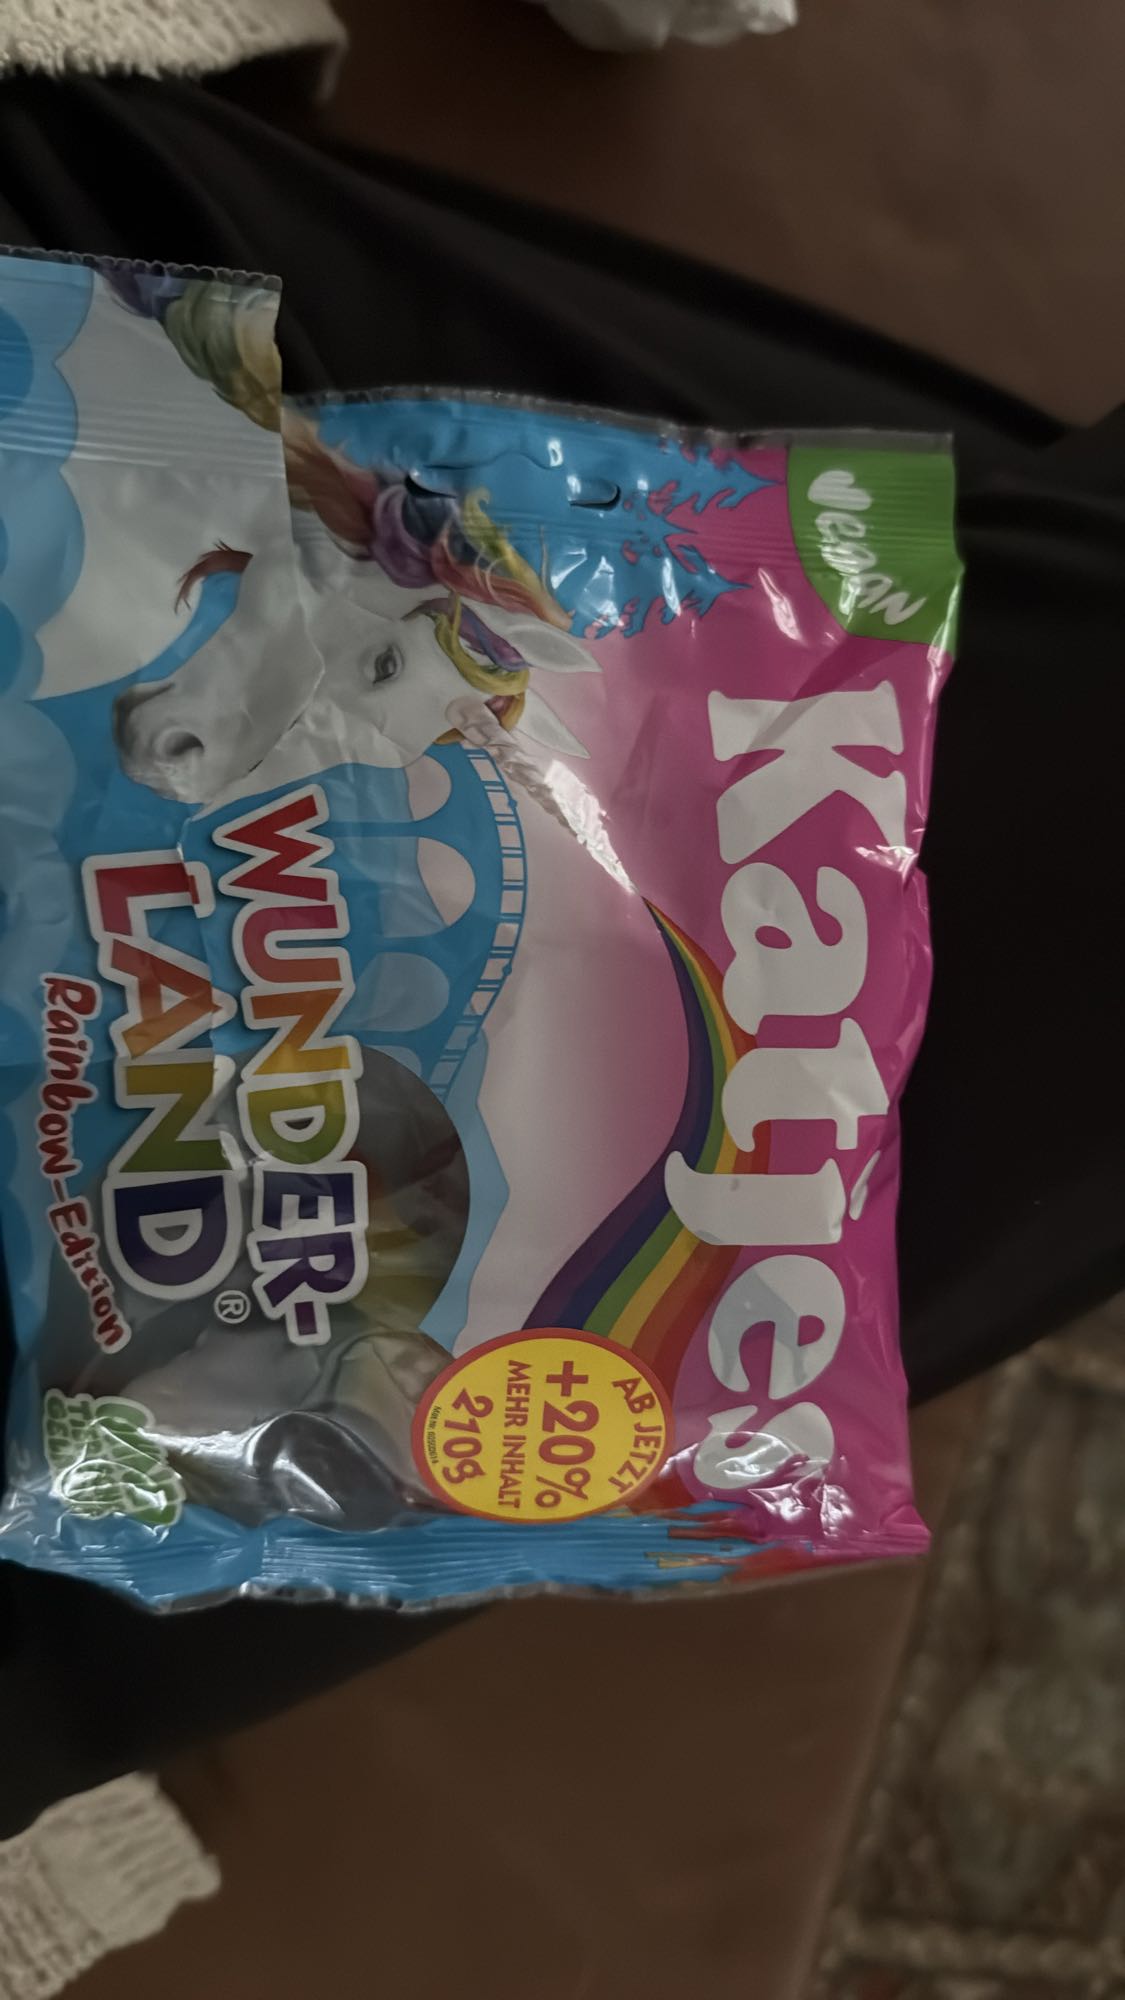 vegan
Katjes
AB JETZT
+20%
MEHR INHALT
210g
WUNDER-
LAND®
Rainbow-Edition